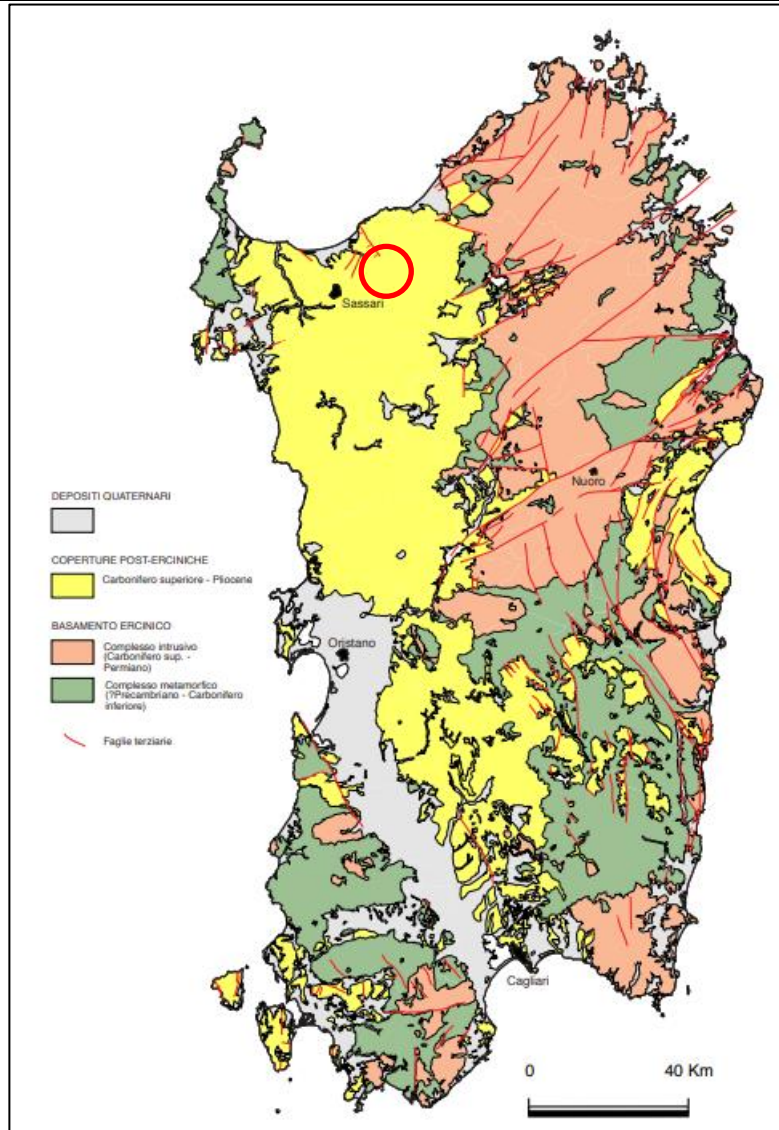 Sassari
Nuoro
DEPOSITI QUATERNARI
COPERTURE POST-ERCINICHE
Carbonifero superiore - Pliocene
BASAMENTO ERCINICO
Complesso intrusivo
(Carbonifero sup. -
Permiano)
Complesso metamorfico
(?Precambriano - Carbonifero
inferiore)
Faglie terziarie
Oristano
Cagliari
0 40 Km